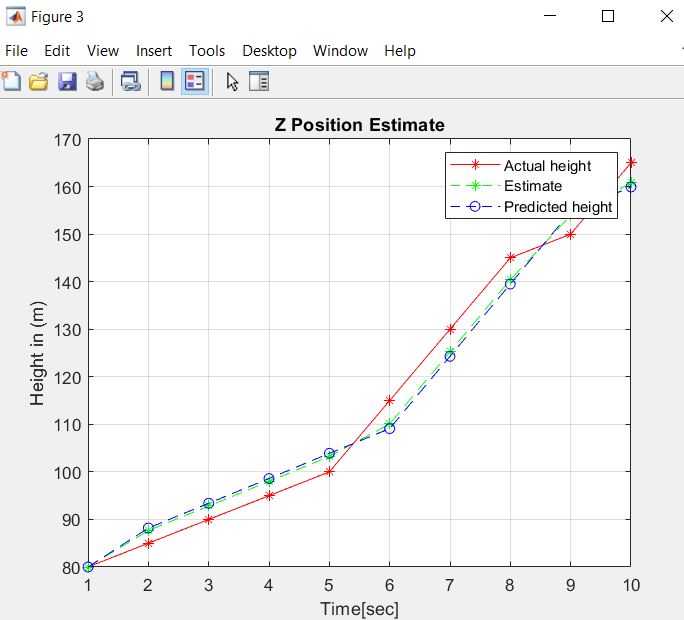 Figure 3
File Edit View Insert Tools Desktop Window Help
Z Position Estimate
170
160
150
140
130
120
110
100
90
80
Height in (m)
Actual height
Estimate
Predicted height
1 2 3 4 5 6 7 8 9 10
Time[sec]